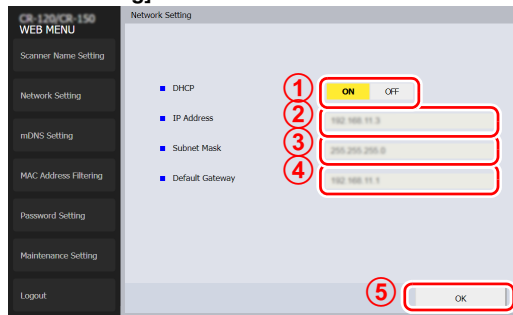 CR-120/CR-150
WEB MENU
Network Setting
Scanner Name Setting
Network Setting
mDNS Setting
MAC Address Filtering
Password Setting
Maintenance Setting
Logout
DHCP
1
ON
OFF
IP Address
2
192.168.11.3
Subnet Mask
3
255.255.255.0
Default Gateway
4
192.168.11.1
5
OK